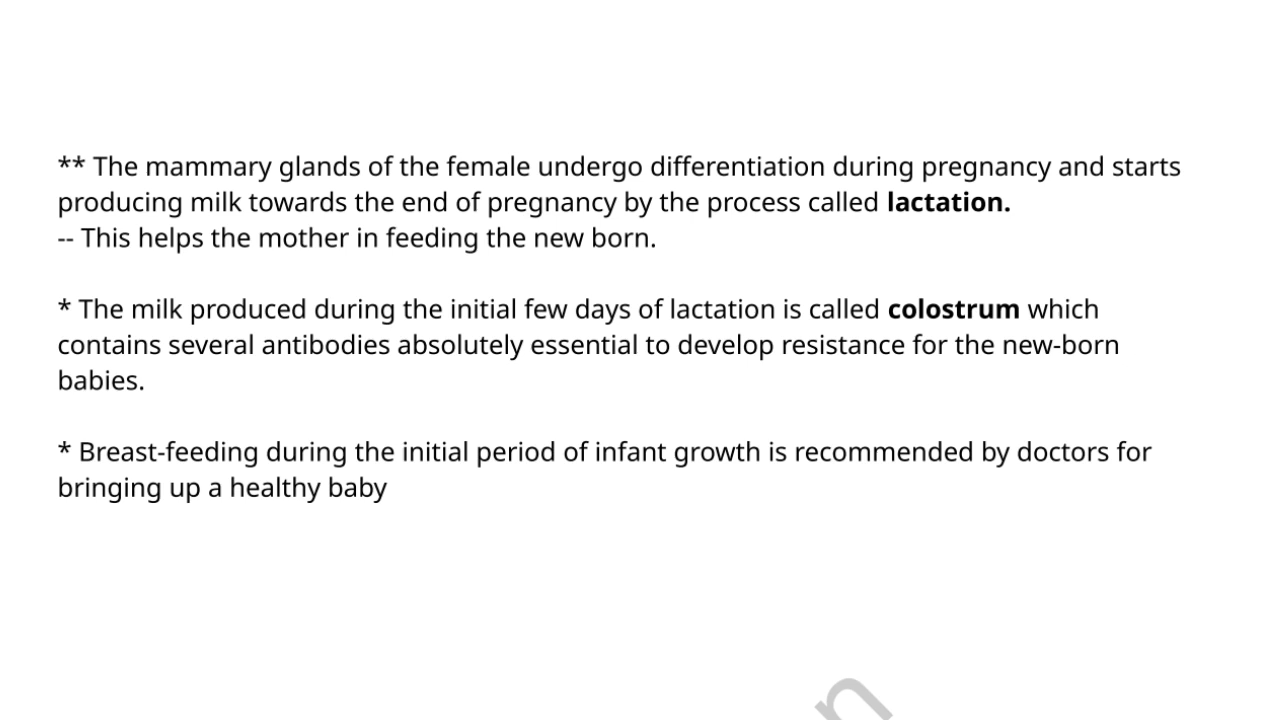 ** The mammary glands of the female undergo differentiation during pregnancy and starts
producing milk towards the end of pregnancy by the process called lactation.
-- This helps the mother in feeding the new born.
* The milk produced during the initial few days of lactation is called colostrum which
contains several antibodies absolutely essential to develop resistance for the new-born
babies.
* Breast-feeding during the initial period of infant growth is recommended by doctors for
bringing up a healthy baby
n